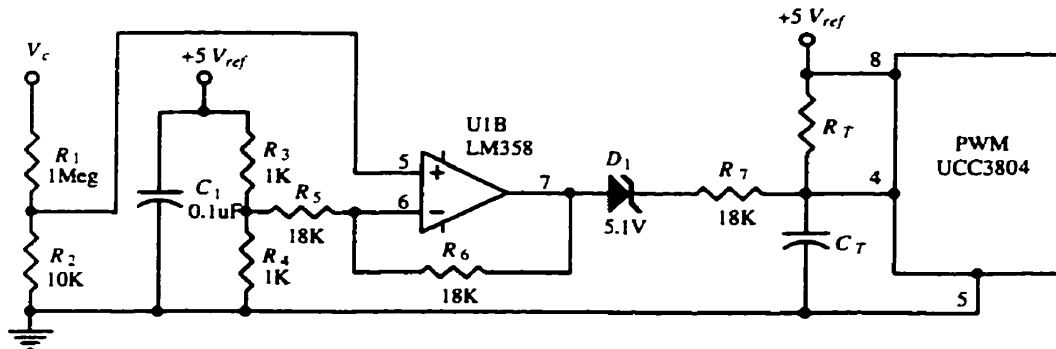 +5 V_ref
V_c
+5 V_ref
8
U1B
LM358
R_T
PWM
UCC3804
R_1
1Meg
R_3
1K
C_1
0.1uF
5
+
D_1
R_7
4
R_5
7
6
−
18K
5.1V
18K
R_2
10K
R_4
1K
R_6
18K
C_T
5